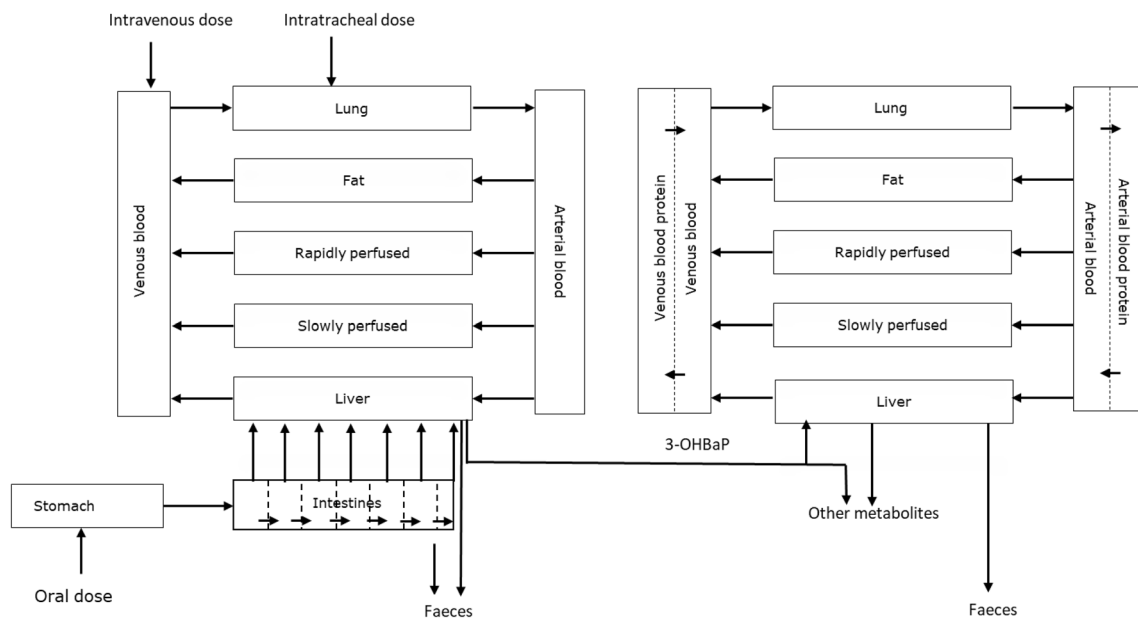 Intravenous dose
Intratracheal dose
Lung
Fat
Rapidly perfused
Slowly perfused
Liver
Venous blood
Arterial blood
Stomach
Intestines
Oral dose
Faeces
Lung
Fat
Rapidly perfused
Slowly perfused
Liver
Venous blood protein
Venous blood
Arterial blood
Arterial blood protein
3-OHBaP
Other metabolites
Faeces